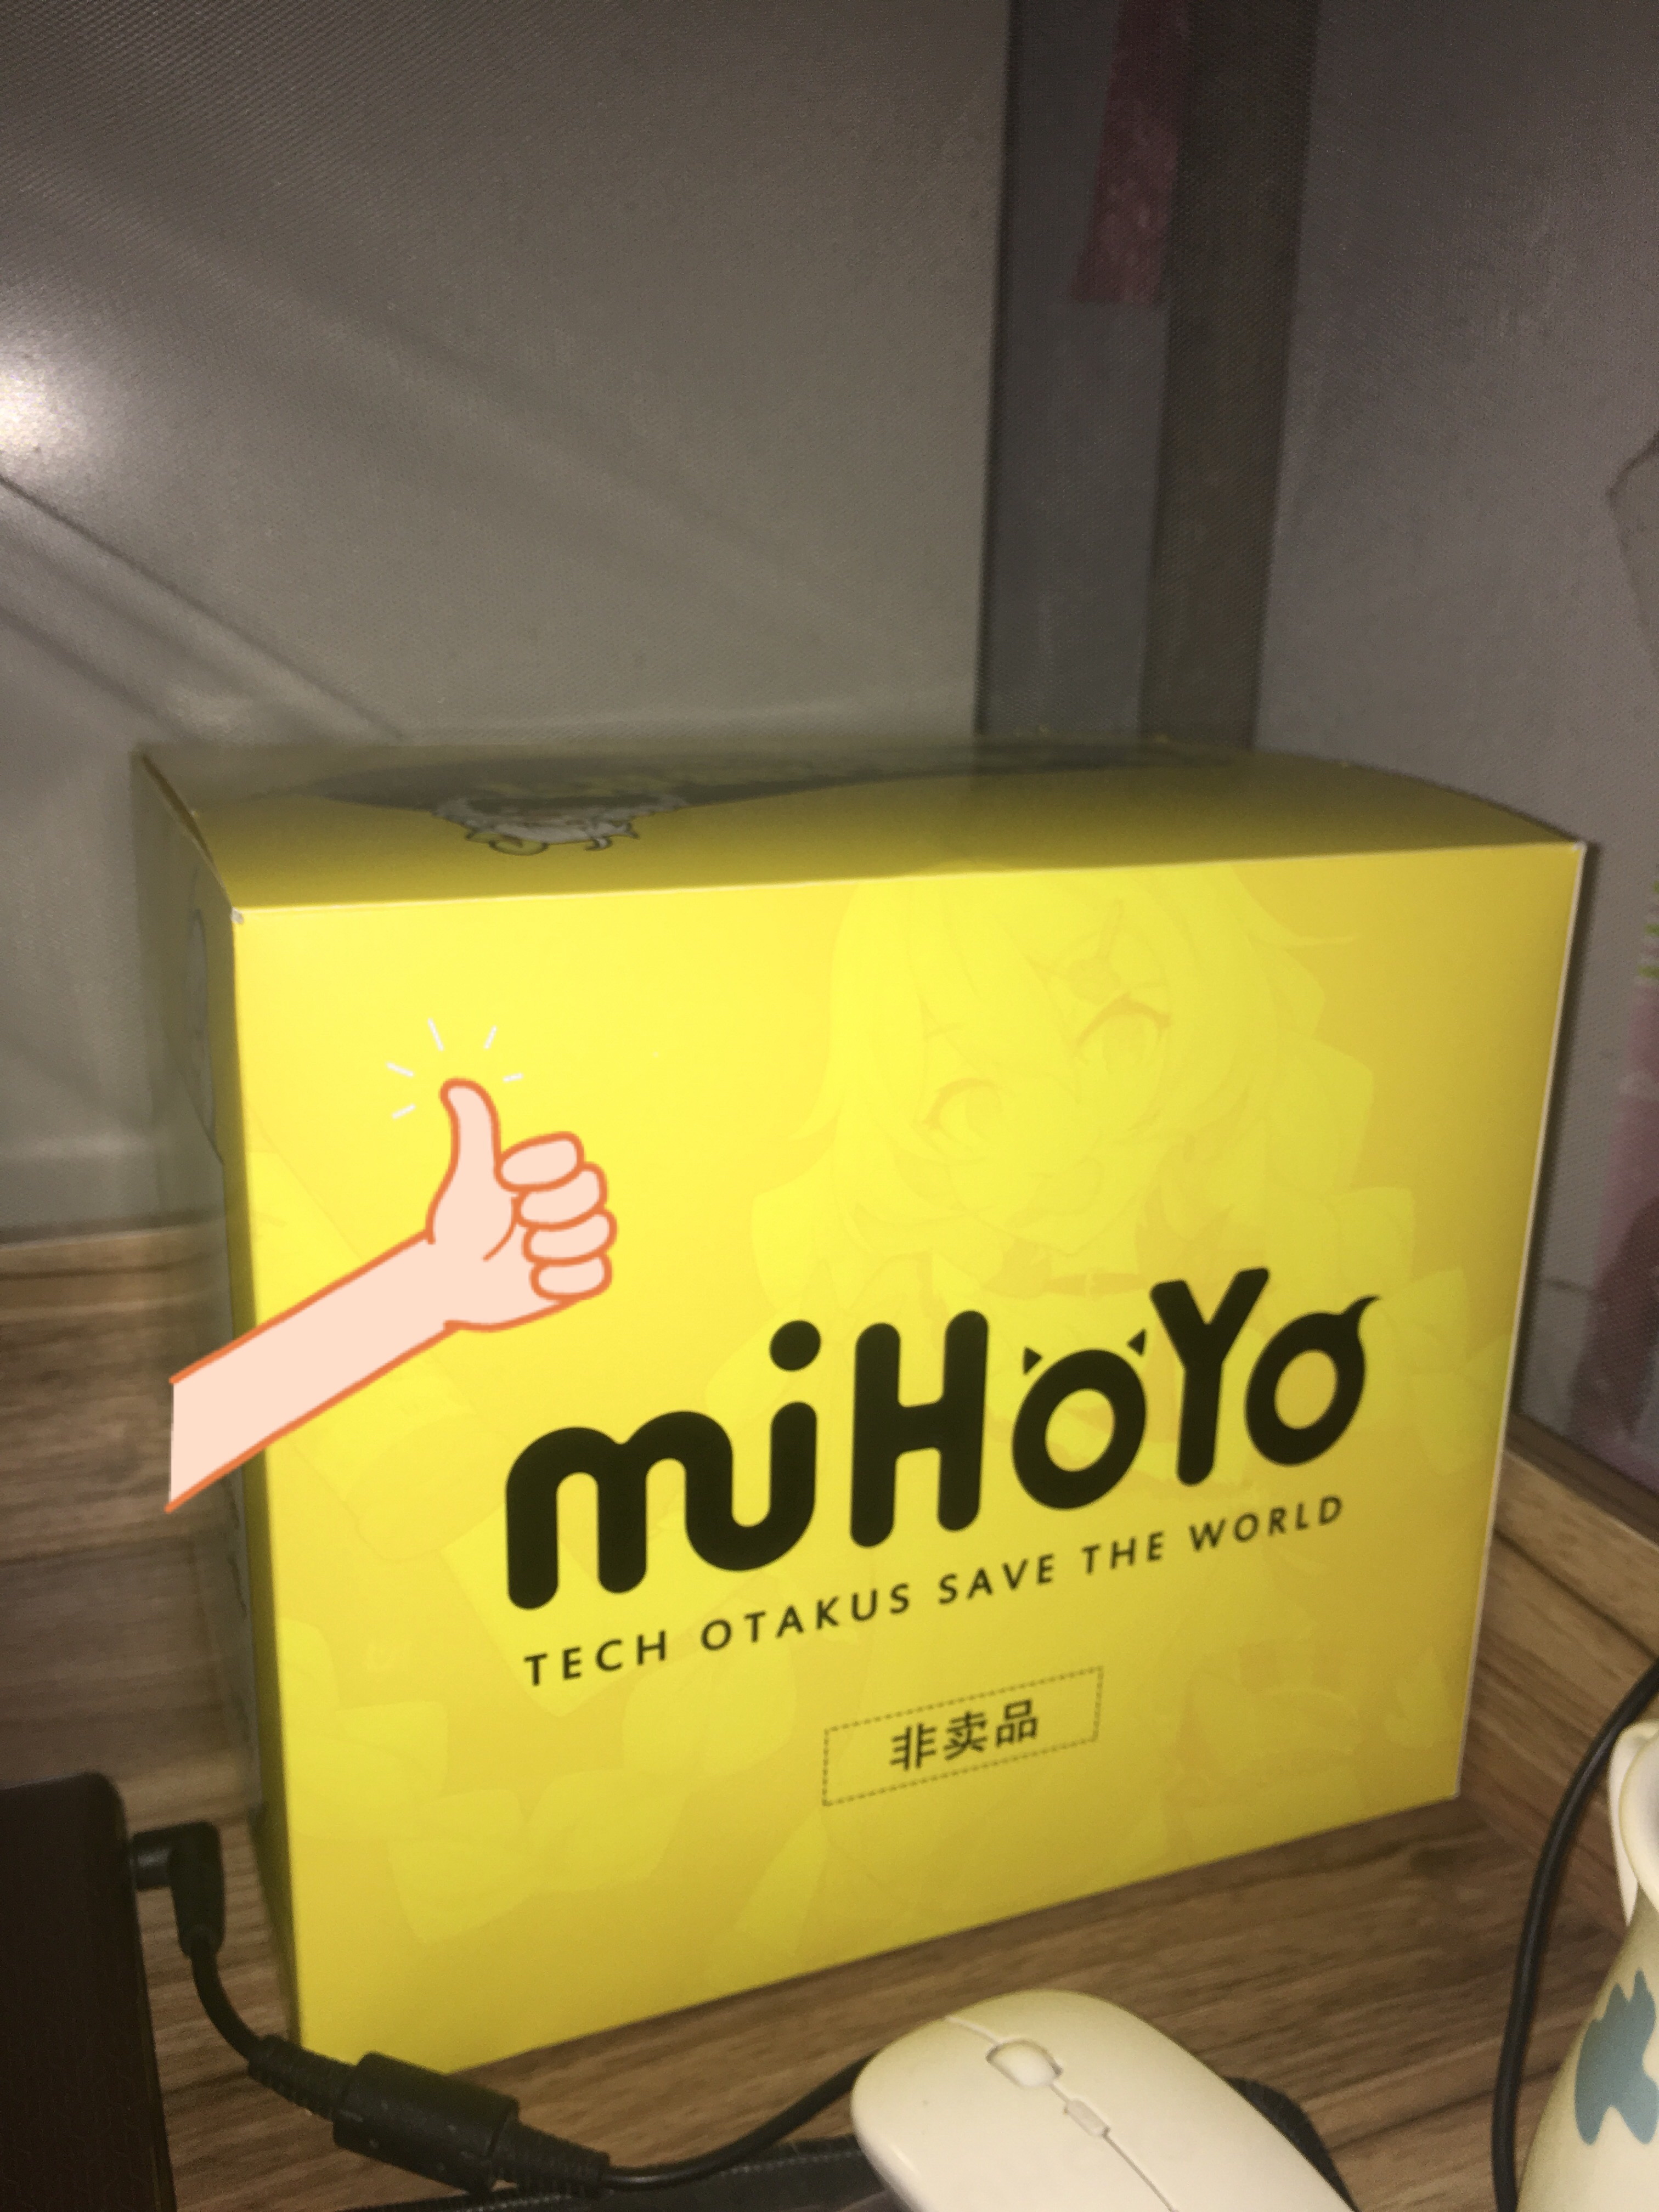 miHoYo
TECH OTAKUS SAVE THE WORLD
非卖品